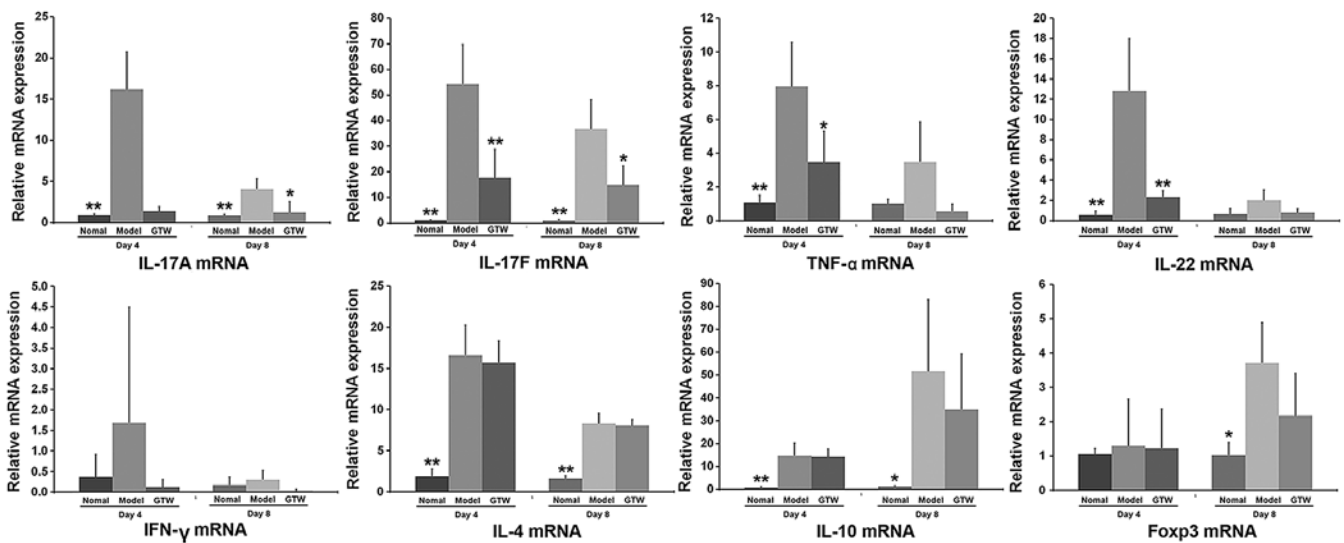 Relative mRNA expression
25
20
15
10
5
0
**
**
*
Nomal Model GTW Nomal Model GTW
Day 4 Day 8
IL-17A mRNA
Relative mRNA expression
80
70
60
50
40
30
20
10
0
**
**
**
*
Nomal Model GTW Nomal Model GTW
Day 4 Day 8
IL-17F mRNA
Relative mRNA expression
12
10
8
6
4
2
0
**
*
Nomal Model GTW Nomal Model GTW
Day 4 Day 8
TNF-α mRNA
Relative mRNA expression
20
18
16
14
12
10
8
6
4
2
0
**
**
Nomal Model GTW Nomal Model GTW
Day 4 Day 8
IL-22 mRNA
Relative mRNA expression
5.0
4.5
4.0
3.5
3.0
2.5
2.0
1.5
1.0
0.5
0.0
Nomal Model GTW Nomal Model GTW
Day 4 Day 8
IFN-γ mRNA
Relative mRNA expression
25
20
15
10
5
0
**
**
Nomal Model GTW Nomal Model GTW
Day 4 Day 8
IL-4 mRNA
Relative mRNA expression
90
80
70
60
50
40
30
20
10
0
**
*
Nomal Model GTW Nomal Model GTW
Day 4 Day 8
IL-10 mRNA
Relative mRNA expression
6
5
4
3
2
1
0
*
Nomal Model GTW Nomal Model GTW
Day 4 Day 8
Foxp3 mRNA